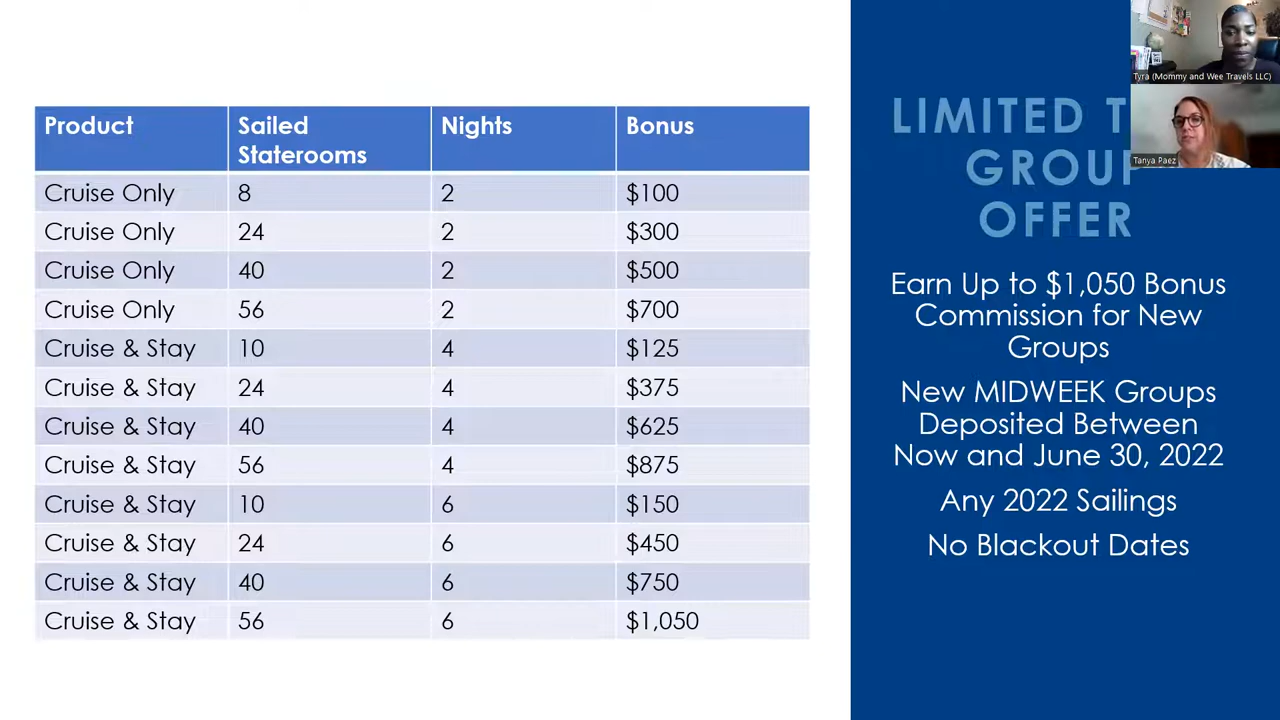 Product Sailed Staterooms Nights Bonus
Cruise Only 8 2 $100
Cruise Only 24 2 $300
Cruise Only 40 2 $500
Cruise Only 56 2 $700
Cruise & Stay 10 4 $125
Cruise & Stay 24 4 $375
Cruise & Stay 40 4 $625
Cruise & Stay 56 4 $875
Cruise & Stay 10 6 $150
Cruise & Stay 24 6 $450
Cruise & Stay 40 6 $750
Cruise & Stay 56 6 $1,050
LIMITED
OFFER
Earn Up to $1,050 Bonus
Commission for New
Groups
New MIDWEEK Groups
Deposited Between
Now and June 30, 2022
Any 2022 Sailings
No Blackout Dates
Tyra (Mommy and Wee Travels LLC)
Tanya Paez